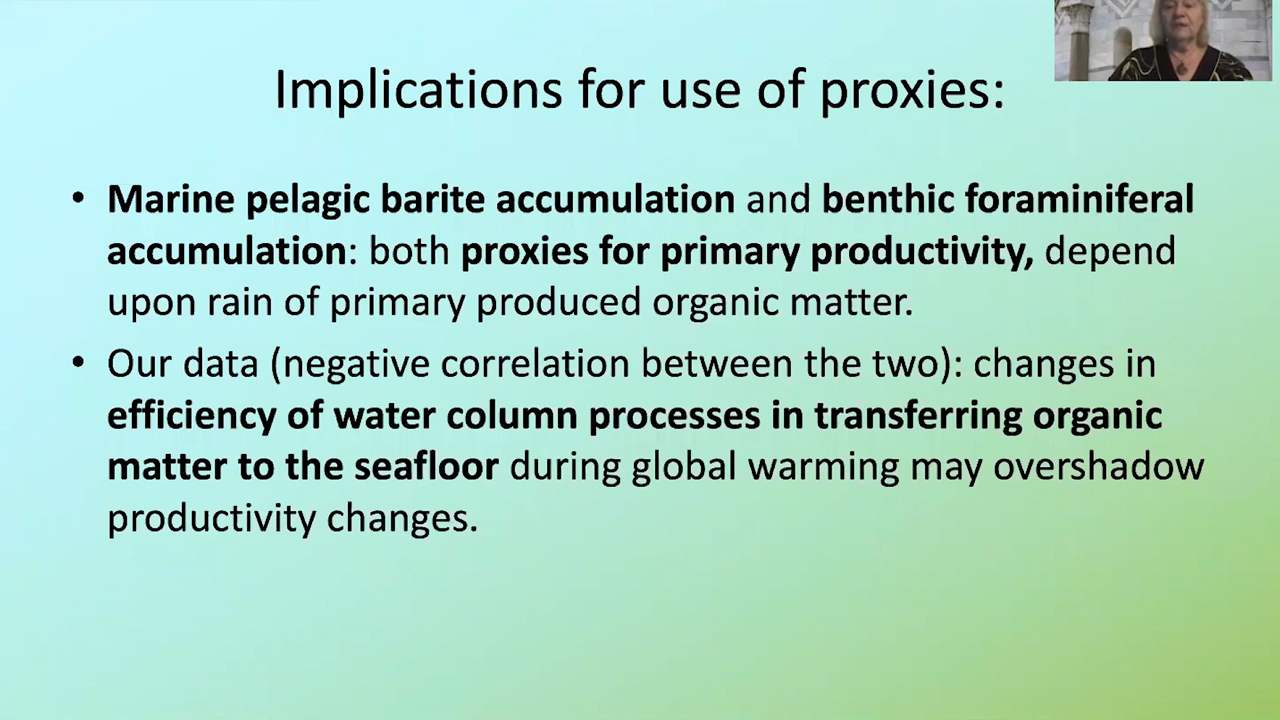 Implications for use of proxies:
• Marine pelagic barite accumulation and benthic foraminiferal
accumulation: both proxies for primary productivity, depend
upon rain of primary produced organic matter.
• Our data (negative correlation between the two): changes in
efficiency of water column processes in transferring organic
matter to the seafloor during global warming may overshadow
productivity changes.